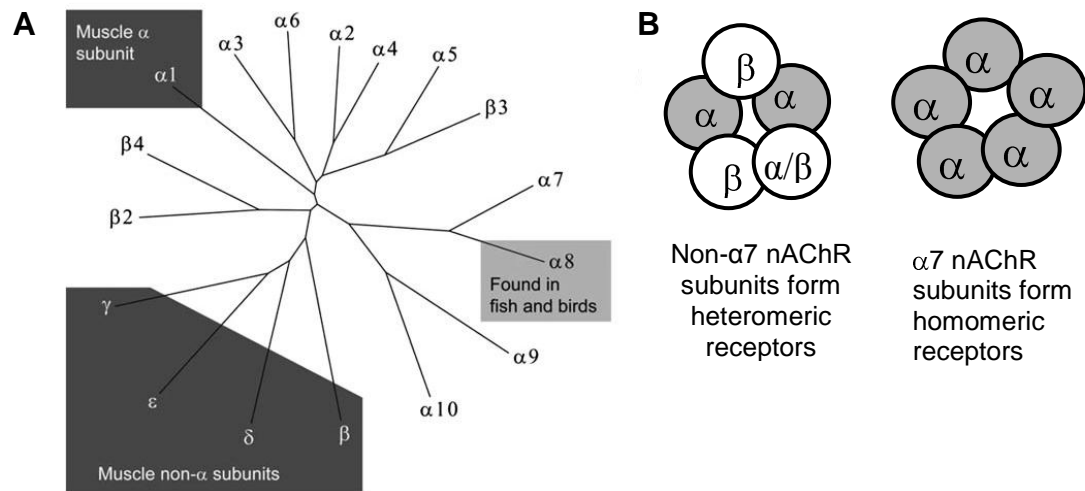 A
Muscle α
subunit
α1
α3
α6
α2
α4
α5
β3
β4
β2
α7
α8
Found in
fish and birds
α9
α10
γ
ε
δ
β
Muscle non-α subunits
B
β
α
α
β
α/β
α
α
α
α
α
Non-α7 nAChR
subunits form
heteromeric
receptors
α7 nAChR
subunits form
homomeric
receptors